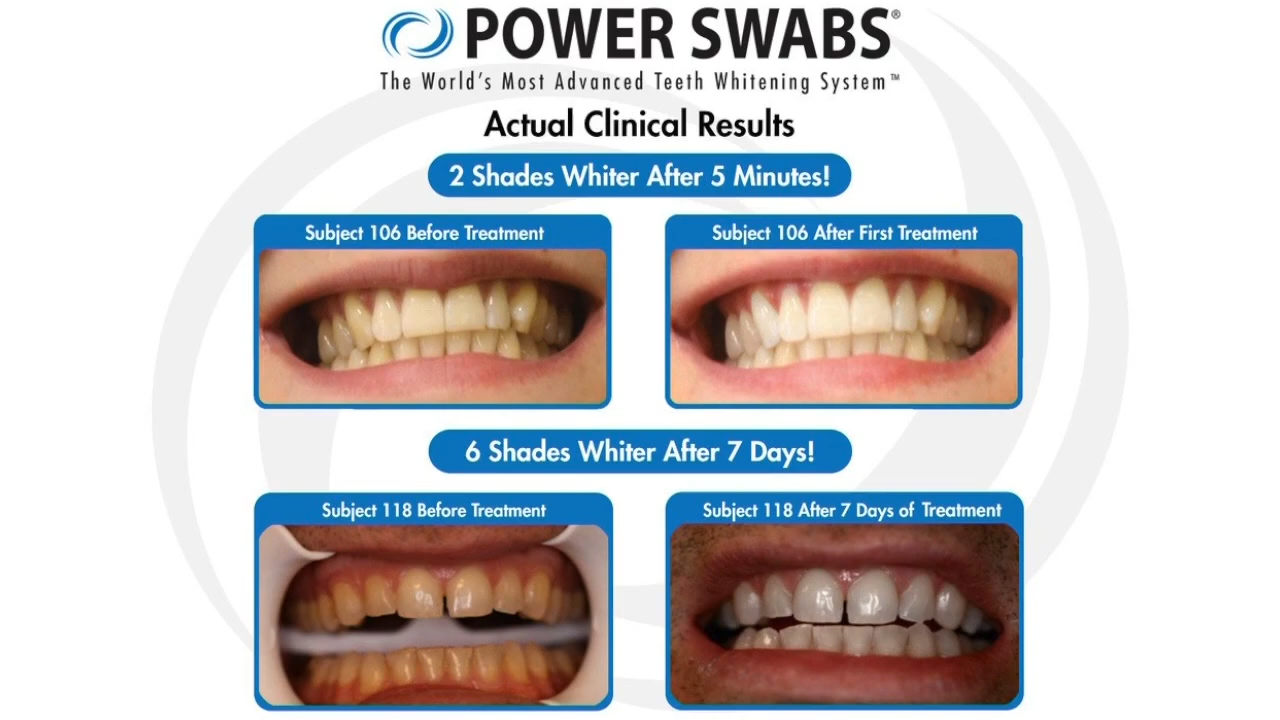 POWER SWABS®
The World's Most Advanced Teeth Whitening System™
Actual Clinical Results
2 Shades Whiter After 5 Minutes!
Subject 106 Before Treatment
Subject 106 After First Treatment
6 Shades Whiter After 7 Days!
Subject 118 Before Treatment
Subject 118 After 7 Days of Treatment